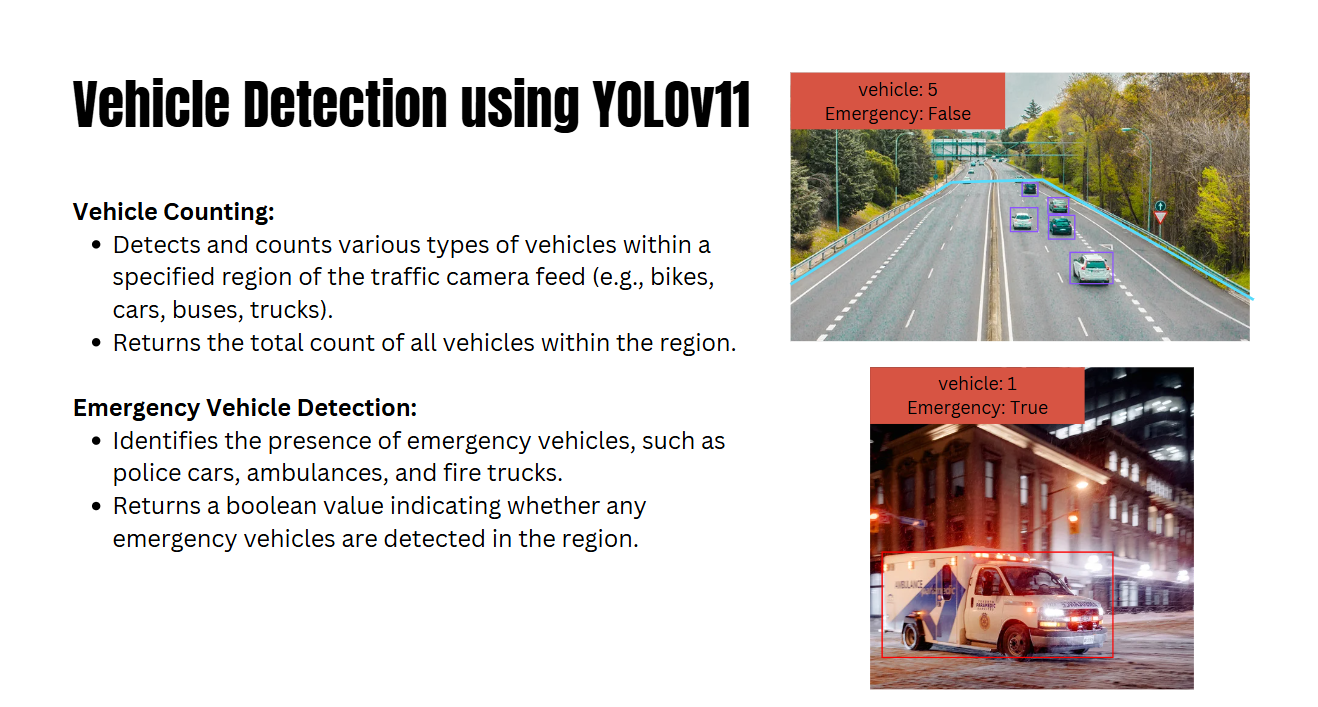 Vehicle Detection using YOLOv11
Vehicle Counting:
• Detects and counts various types of vehicles within a
specified region of the traffic camera feed (e.g., bikes,
cars, buses, trucks).
• Returns the total count of all vehicles within the region.
Emergency Vehicle Detection:
• Identifies the presence of emergency vehicles, such as
police cars, ambulances, and fire trucks.
• Returns a boolean value indicating whether any
emergency vehicles are detected in the region.
vehicle: 5
Emergency: False
vehicle: 1
Emergency: True
AMBULANCE
PARAMEDIC